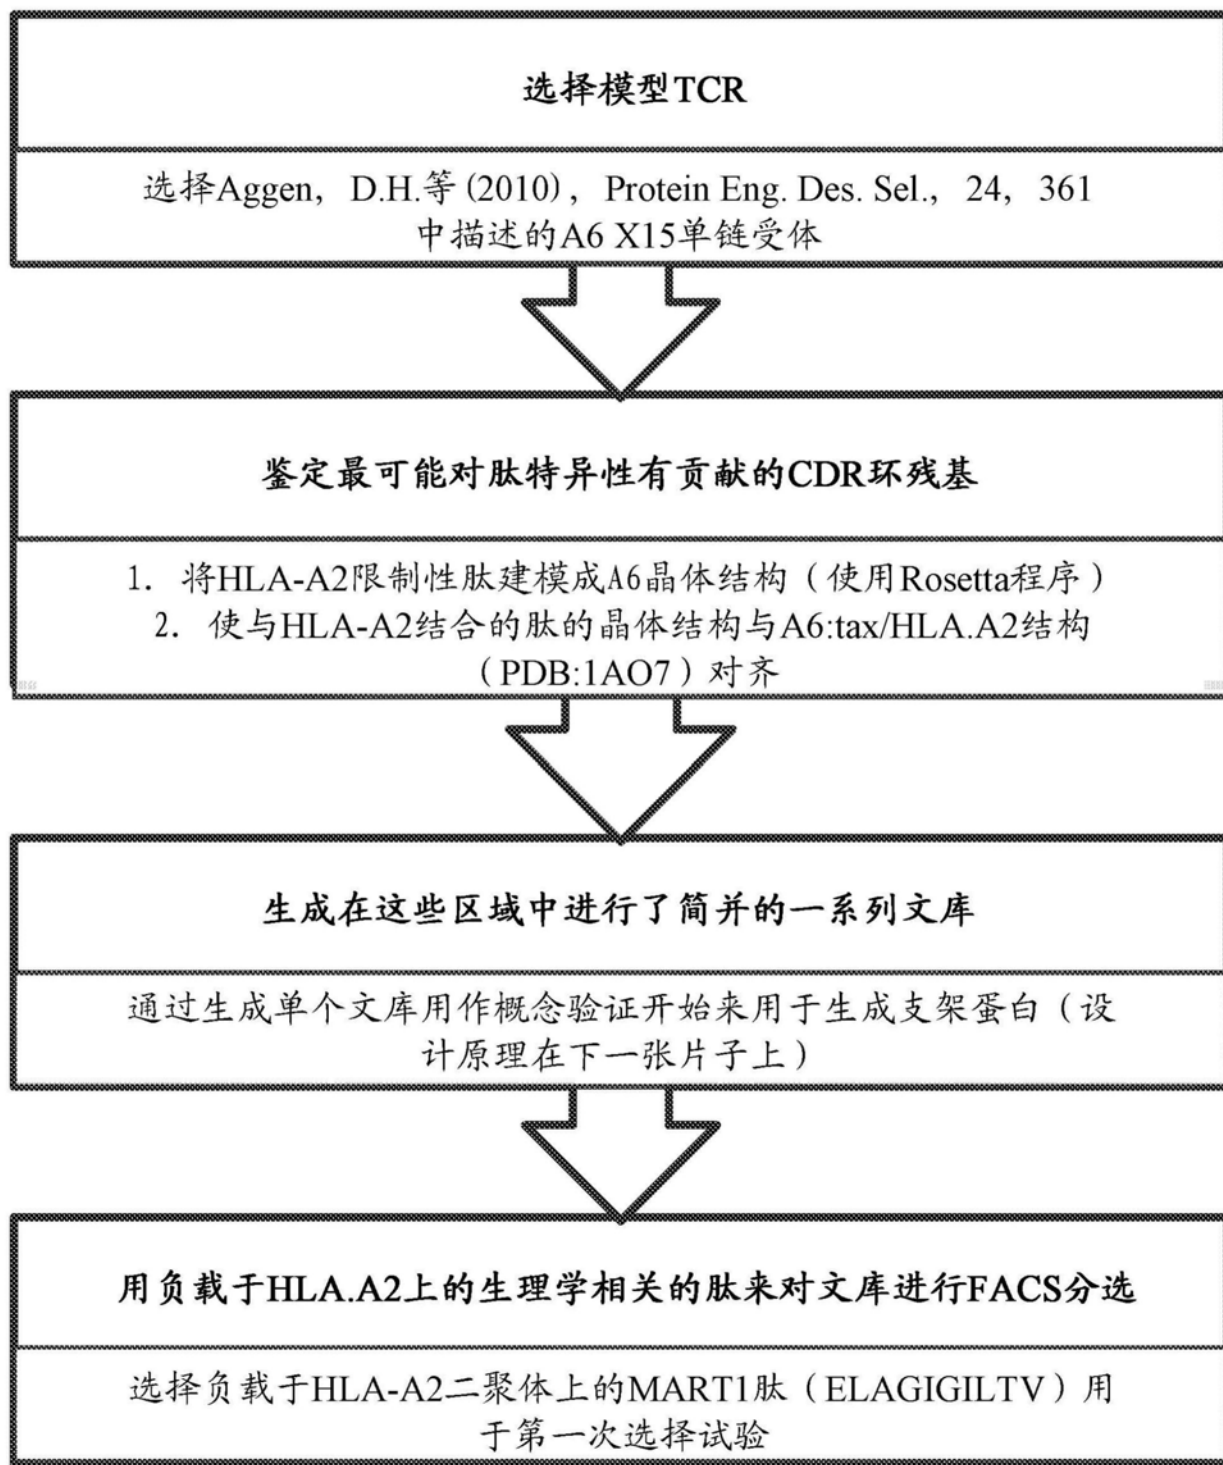 选择模型TCR
选择Aggen，D.H.等(2010)，Protein Eng. Des. Sel.，24，361
中描述的A6 X15单链受体
鉴定最可能对肽特异性有贡献的CDR环残基
1. 将HLA-A2限制性肽建模成A6晶体结构（使用Rosetta程序）
2. 使与HLA-A2结合的肽的晶体结构与A6:tax/HLA.A2结构
（PDB:1AO7）对齐
生成在这些区域中进行了简并的一系列文库
通过生成单个文库用作概念验证开始来用于生成支架蛋白（设
计原理在下一张片子上）
用负载于HLA.A2上的生理学相关的肽来对文库进行FACS分选
选择负载于HLA-A2二聚体上的MART1肽（ELAGIGILTV）用
于第一次选择试验